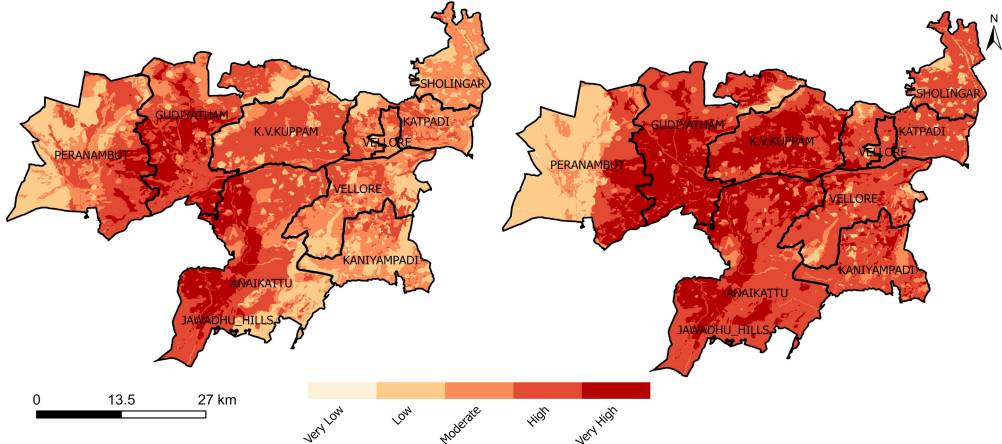 N
SHOLINGAR
GUDIYATHAM
K.V.KUPPAM
KATPADI
VELLORE
PERANAMBUT
VELLORE
KANIYAMPADI
ANAIKATTU
JAWADHU_HILLS
SHOLINGAR
GUDIYATHAM
K.V.KUPPAM
KATPADI
VELLORE
PERANAMBUT
VELLORE
KANIYAMPADI
ANAIKATTU
JAWADHU_HILLS
0 13.5 27 km
Very Low
Low
Moderate
High
Very High